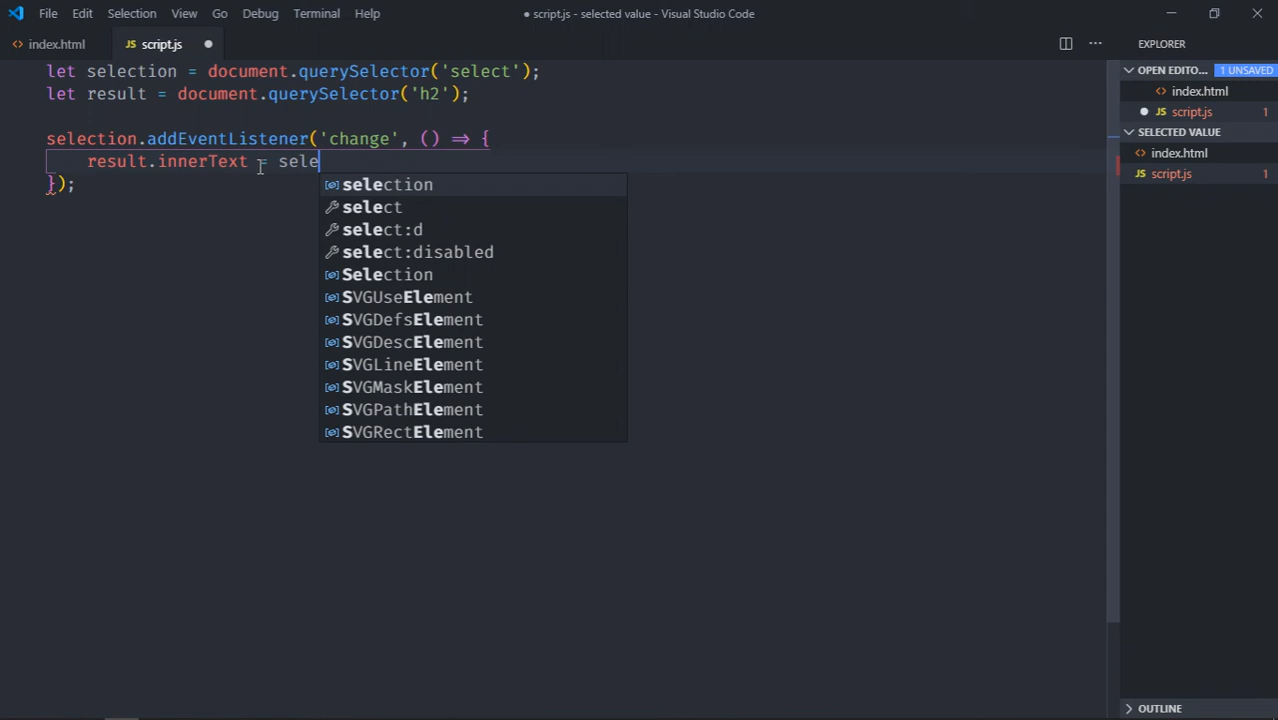 File Edit Selection View Go Debug Terminal Help
● script.js - selected value - Visual Studio Code
index.html JS script.js
EXPLORER
OPEN EDITO... 1 UNSAVED
index.html
JS script.js 1
SELECTED VALUE
index.html
JS script.js 1
OUTLINE
let selection = document.querySelector('select');
let result = document.querySelector('h2');
selection.addEventListener('change', () => {
result.innerText = sele
});
selection
select
select:d
select:disabled
Selection
SVGUseElement
SVGDefsElement
SVGDescElement
SVGLineElement
SVGMaskElement
SVGPathElement
SVGRectElement